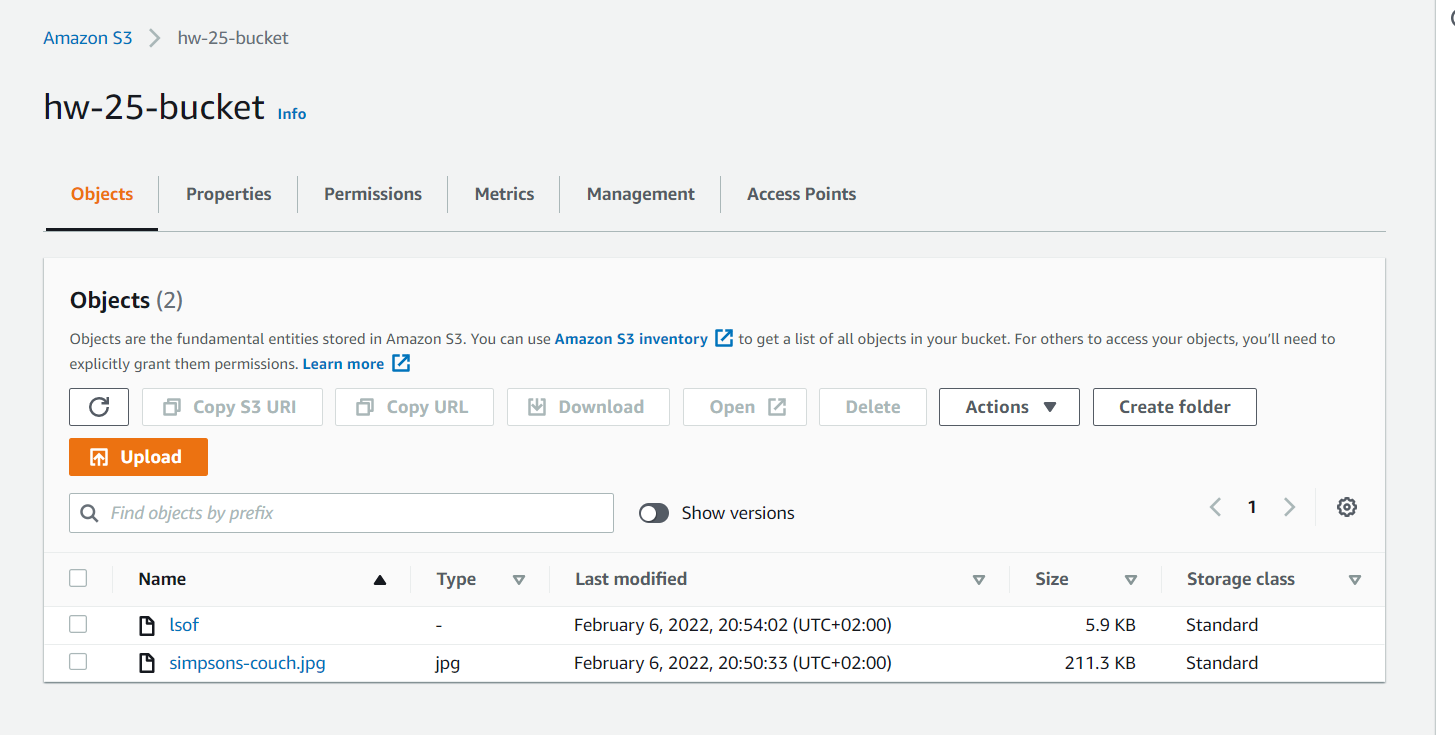 Amazon S3 > hw-25-bucket
hw-25-bucket Info
Objects Properties Permissions Metrics Management Access Points
Objects (2)
Objects are the fundamental entities stored in Amazon S3. You can use Amazon S3 inventory to get a list of all objects in your bucket. For others to access your objects, you’ll need to
explicitly grant them permissions. Learn more
Copy S3 URI Copy URL Download Open Delete Actions Create folder
Upload
Find objects by prefix Show versions 1
Name Type Last modified Size Storage class
lsof - February 6, 2022, 20:54:02 (UTC+02:00) 5.9 KB Standard
simpsons-couch.jpg jpg February 6, 2022, 20:50:33 (UTC+02:00) 211.3 KB Standard